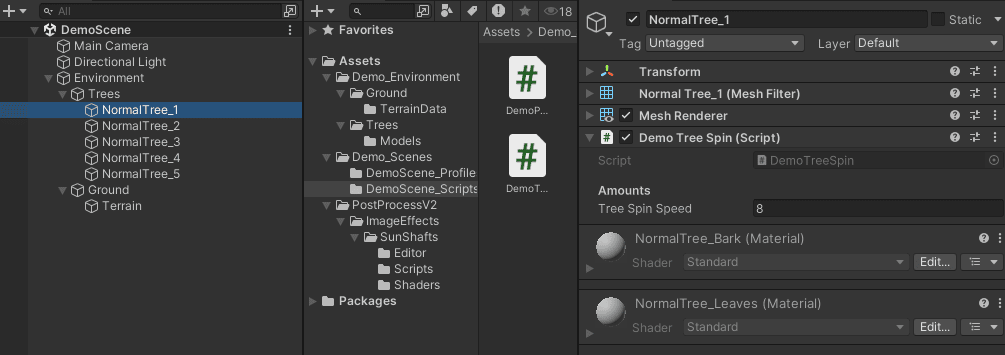 All
DemoScene
Main Camera
Directional Light
Environment
Trees
NormalTree_1
NormalTree_2
NormalTree_3
NormalTree_4
NormalTree_5
Ground
Terrain
18
Favorites
Assets
Demo_Environment
Ground
TerrainData
Trees
Models
Demo_Scenes
DemoScene_Profile
DemoScene_Scripts
PostProcessV2
ImageEffects
SunShafts
Editor
Scripts
Shaders
Packages
Assets > Demo_
#
DemoP...
#
DemoT...
NormalTree_1
Static
Tag Untagged Layer Default
Transform
Normal Tree_1 (Mesh Filter)
Mesh Renderer
# Demo Tree Spin (Script)
Script DemoTreeSpin
Amounts
Tree Spin Speed 8
NormalTree_Bark (Material)
Shader Standard Edit...
NormalTree_Leaves (Material)
Shader Standard Edit...